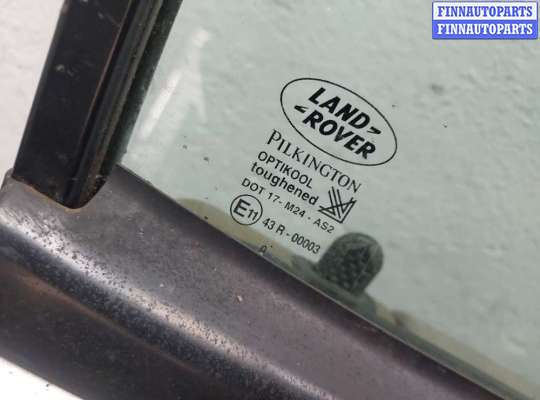 FINNAUTOPARTS
FINNAUTOPARTS
LAND
ROVER
PILKINGTON
OPTIKOOL
toughened
DOT 17-M24-AS2
E11 43 R-00003